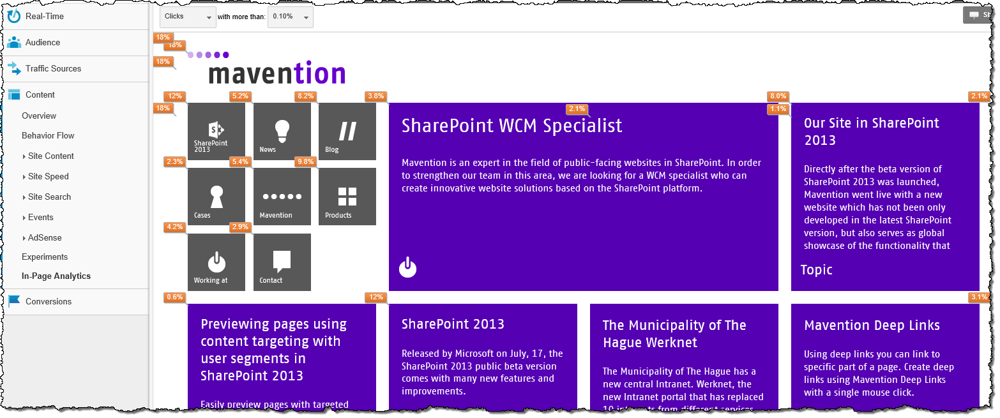 Real-Time
Audience
Traffic Sources
Content
Overview
Behavior Flow
Site Content
Site Speed
Site Search
Events
AdSense
Experiments
In-Page Analytics
Conversions
Clicks
with more than:
0.10%
18%
18%
18%
mavention
12%
5.2%
8.2%
3.8%
8.0%
2.1%
18%
2.1%
1.1%
SharePoint
2013
News
Blog
2.3%
5.4%
9.8%
Cases
Mavention
Products
4.2%
2.9%
Working at
Contact
SharePoint WCM Specialist
Mavention is an expert in the field of public-facing websites in SharePoint. In order
to strengthen our team in this area, we are looking for a WCM specialist who can
create innovative website solutions based on the SharePoint platform.
Our Site in SharePoint
2013
Directly after the beta version of
SharePoint 2013 was launched,
Mavention went live with a new
website which has not been only
developed in the latest SharePoint
version, but also serves as global
showcase of the functionality that
Topic
0.6%
12%
3.1%
Previewing pages using
content targeting with
user segments in
SharePoint 2013
Easily preview pages with targeted
SharePoint 2013
Released by Microsoft on July, 17, the
SharePoint 2013 public beta version
comes with many new features and
improvements.
The Municipality of The
Hague Werknet
The Municipality of The Hague has a
new central Intranet. Werknet, the
new Intranet portal that has replaced
from different services
Mavention Deep Links
Using deep links you can link to
specific part of a page. Create deep
links using Mavention Deep Links
with a single mouse click.